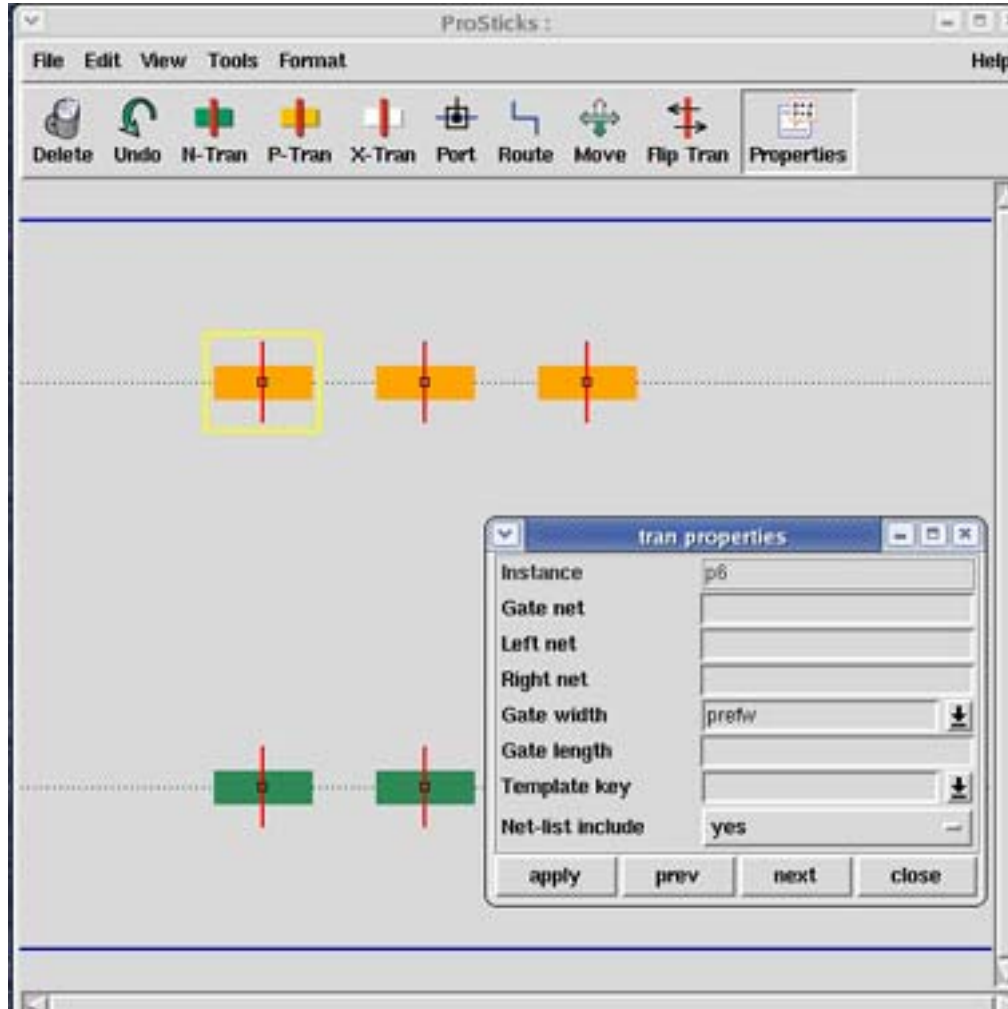 ProSticks :
File Edit View Tools Format Help
Delete Undo N-Tran P-Tran X-Tran Port Route Move Flip Tran Properties
tran properties
Instance p6
Gate net
Left net
Right net
Gate width prefw
Gate length
Template key
Net-list include yes
apply prev next close